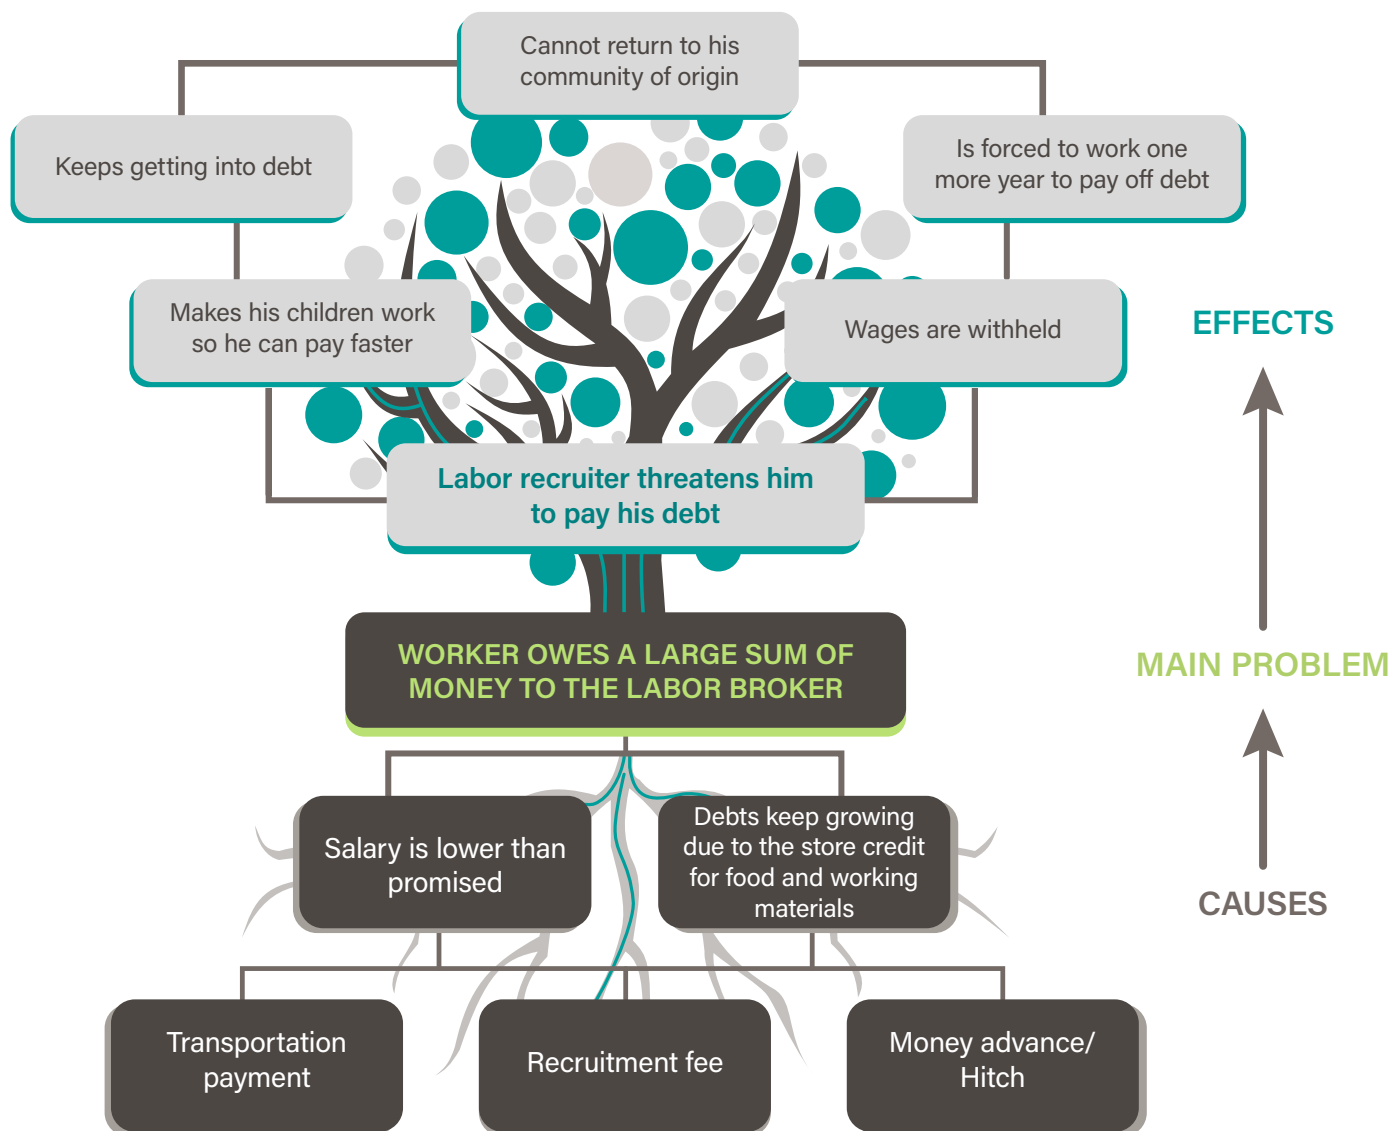 Cannot return to his
community of origin
Keeps getting into debt
Is forced to work one
more year to pay off debt
Makes his children work
so he can pay faster
Wages are withheld
EFFECTS
Labor recruiter threatens him
to pay his debt
WORKER OWES A LARGE SUM OF
MONEY TO THE LABOR BROKER
MAIN PROBLEM
Salary is lower than
promised
Debts keep growing
due to the store credit
for food and working
materials
CAUSES
Transportation
payment
Recruitment fee
Money advance/
Hitch